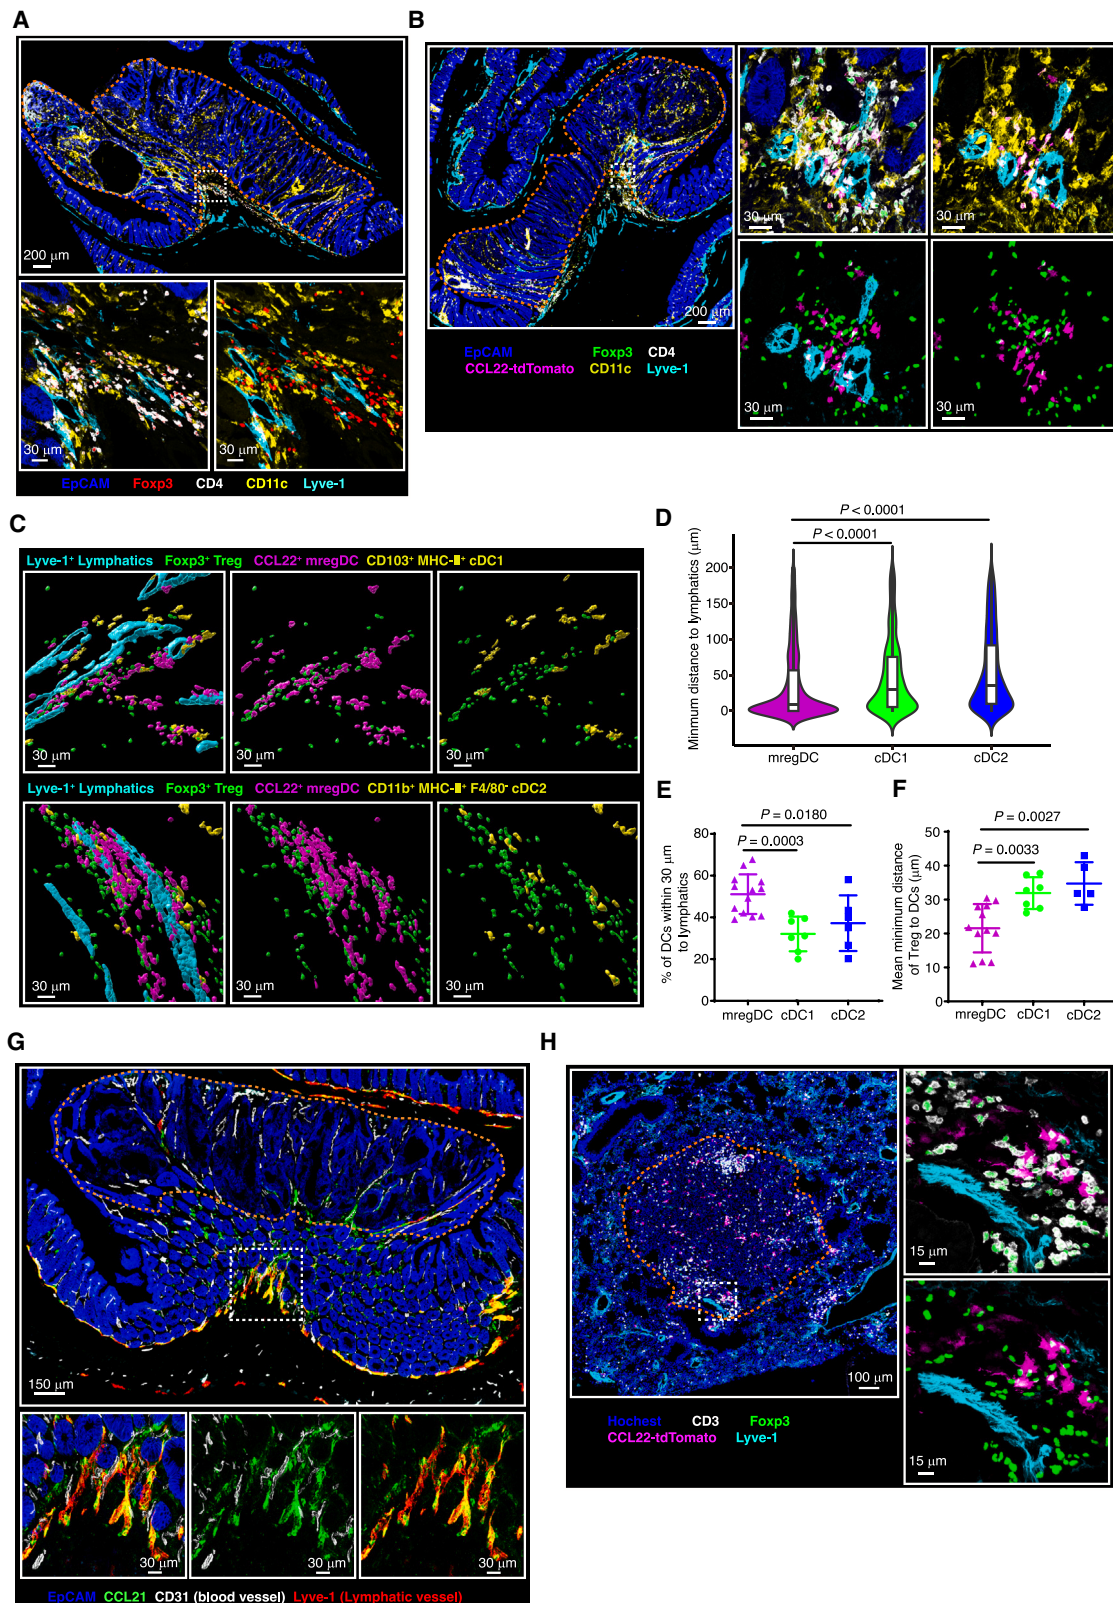 A
200 μm
30 μm
30 μm
EpCAM Foxp3 CD4 CD11c Lyve-1
B
200 μm
30 μm
30 μm
30 μm
30 μm
EpCAM Foxp3 CD4
CCL22-tdTomato CD11c Lyve-1
C
Lyve-1⁺ Lymphatics Foxp3⁺ Treg CCL22⁺ mregDC CD103⁺ MHC-II⁺ cDC1
30 μm
30 μm
30 μm
Lyve-1⁺ Lymphatics Foxp3⁺ Treg CCL22⁺ mregDC CD11b⁺ MHC-II⁺ F4/80⁻ cDC2
30 μm
30 μm
30 μm
D
P < 0.0001
P < 0.0001
Minmum distance to lymphatics (μm)
200
150
100
50
0
mregDC cDC1 cDC2
E
P = 0.0180
P = 0.0003
% of DCs within 30 μm
to lymphatics
80
60
40
20
0
mregDC cDC1 cDC2
F
P = 0.0027
P = 0.0033
Mean minimum distance
of Treg to DCs (μm)
50
40
30
20
10
0
mregDC cDC1 cDC2
G
150 μm
30 μm
30 μm
30 μm
EpCAM CCL21 CD31 (blood vessel) Lyve-1 (Lymphatic vessel)
H
100 μm
15 μm
15 μm
Hochest CD3 Foxp3
CCL22-tdTomato Lyve-1